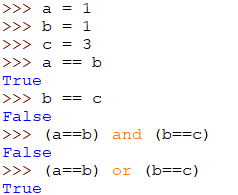 >>> a = 1
>>> b = 1
>>> c = 3
>>> a == b
True
>>> b == c
False
>>> (a==b) and (b==c)
False
>>> (a==b) or (b==c)
True